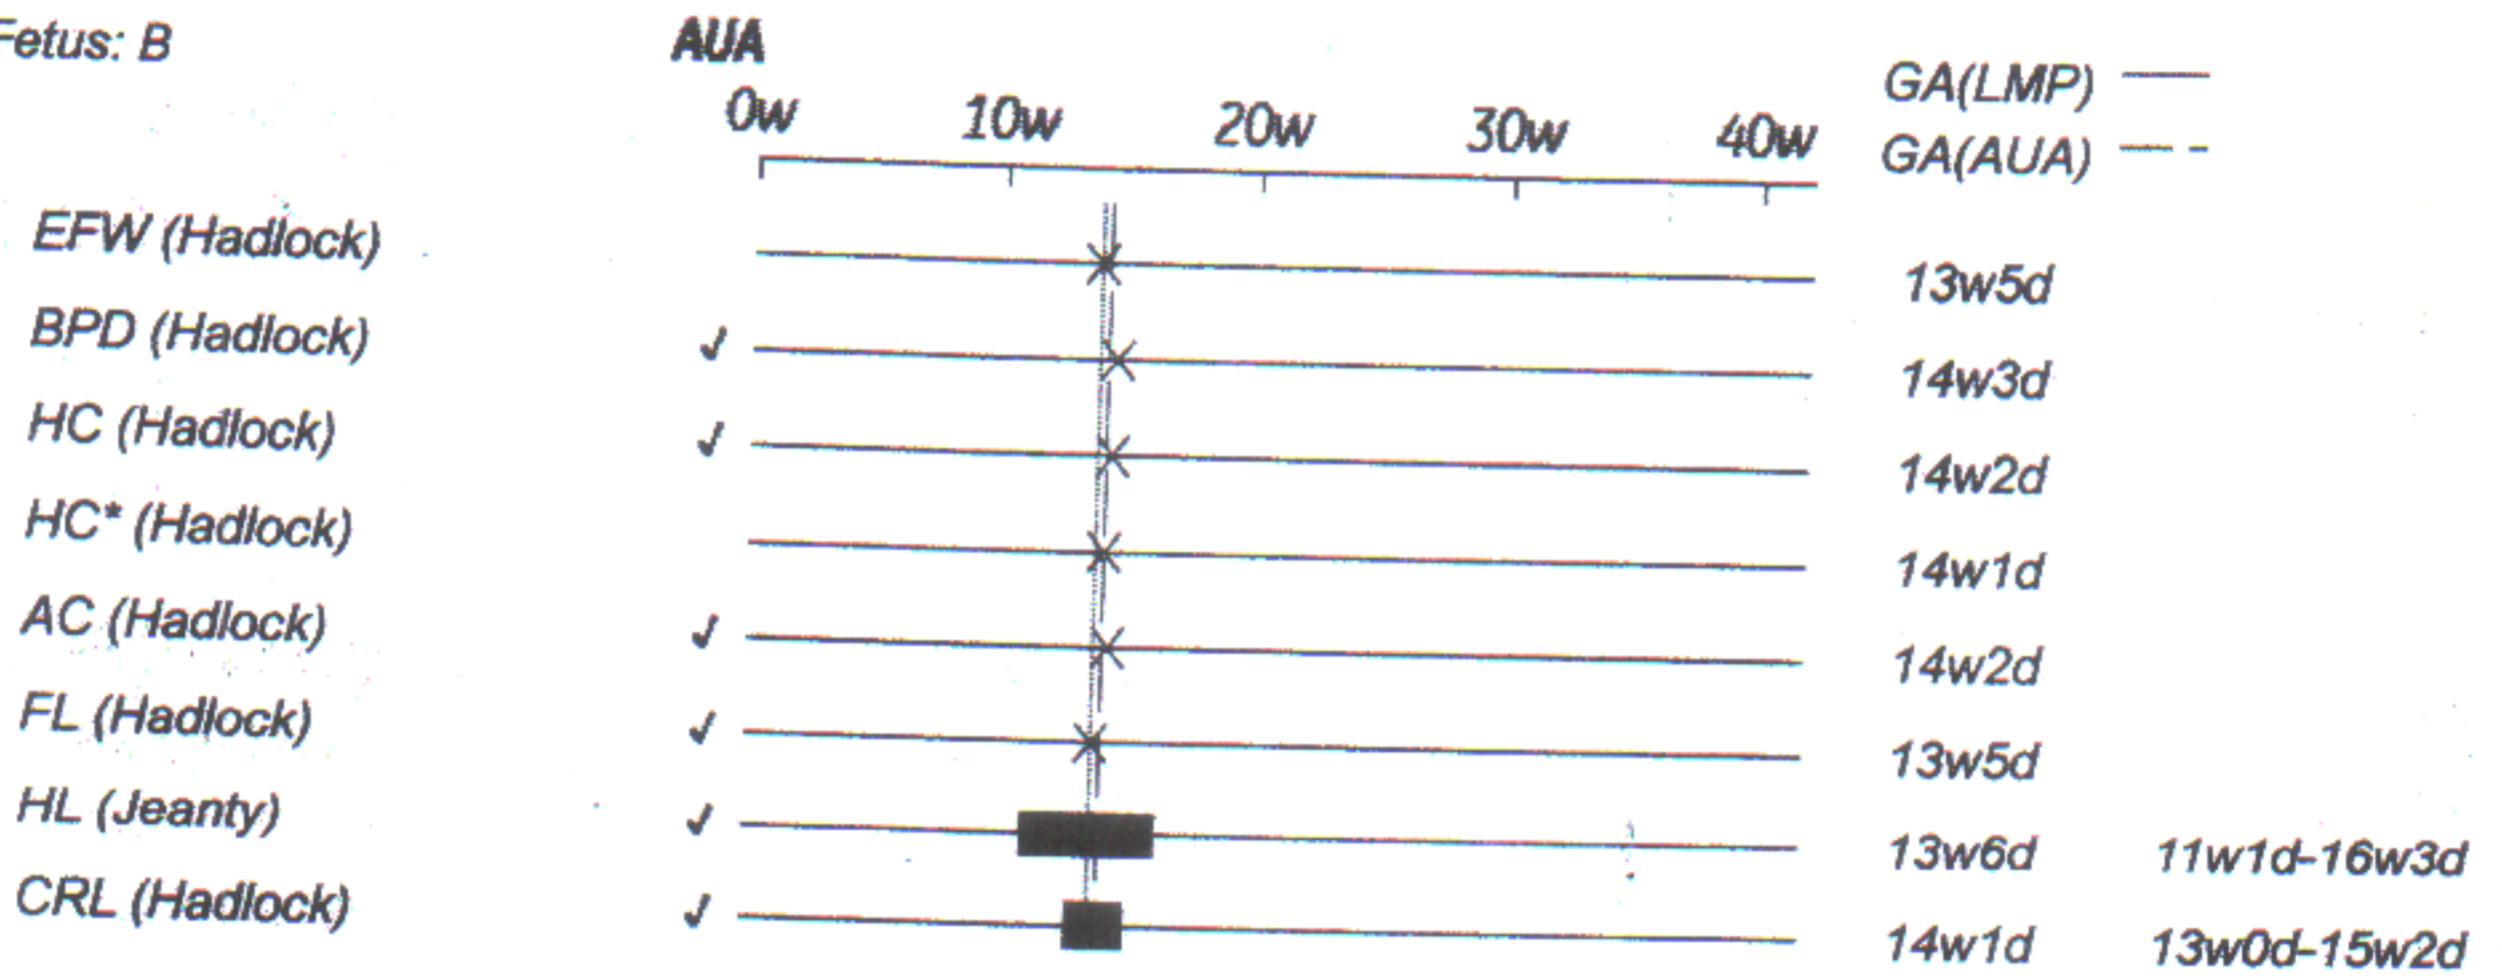 Fetus: B
AUA
0w 10w 20w 30w 40w
GA(LMP)
GA(AUA)
EFW (Hadlock) 13w5d
BPD (Hadlock) ✓ 14w3d
HC (Hadlock) ✓ 14w2d
HC* (Hadlock) 14w1d
AC (Hadlock) ✓ 14w2d
FL (Hadlock) ✓ 13w5d
HL (Jeanty) ✓ 13w6d 11w1d-16w3d
CRL (Hadlock) ✓ 14w1d 13w0d-15w2d